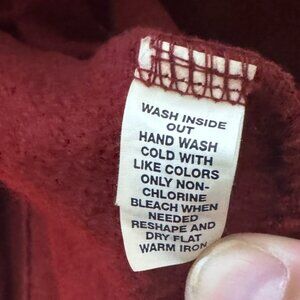 WASH INSIDE
OUT
HAND WASH
COLD WITH
LIKE COLORS
ONLY NON-
CHLORINE
BLEACH WHEN
NEEDED
RESHAPE AND
DRY FLAT
WARM IRON